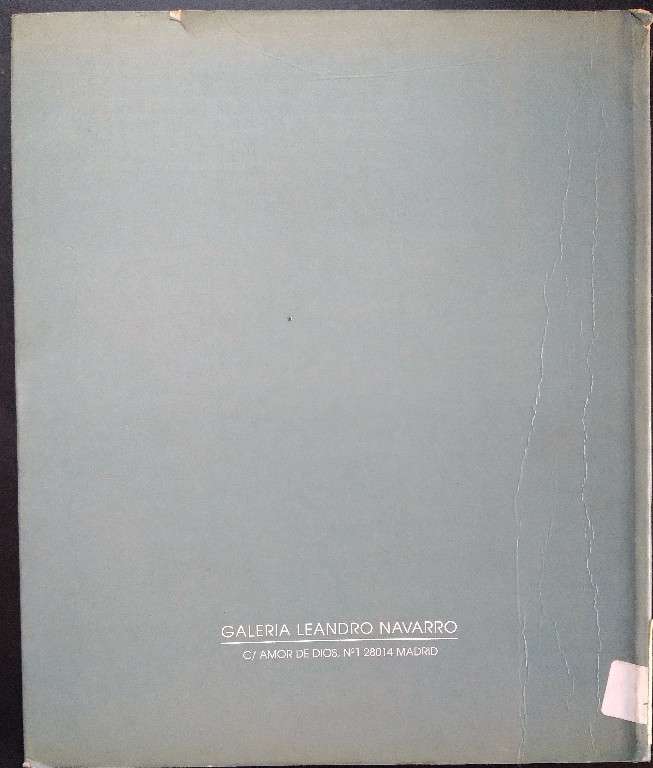 GALERIA LEANDRO NAVARRO
C/ AMOR DE DIOS, Nº1 28014 MADRID